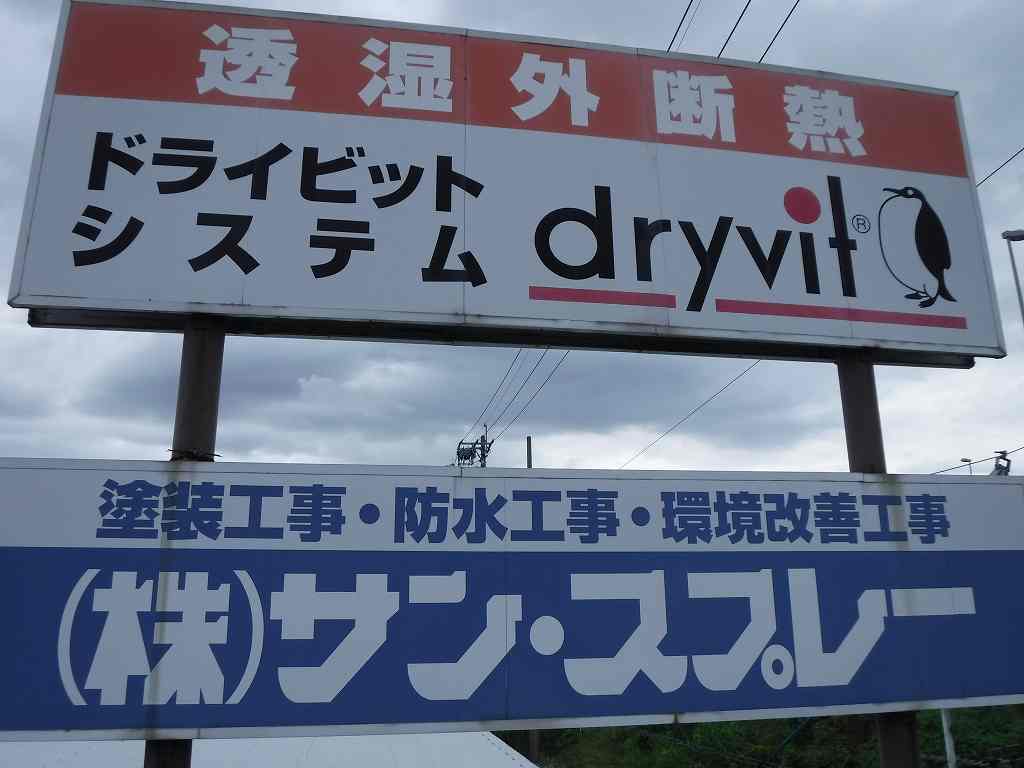 透湿外断熱
ドライビット
システム
dryvit®
塗装工事・防水工事・環境改善工事
(株)サン・スプレー